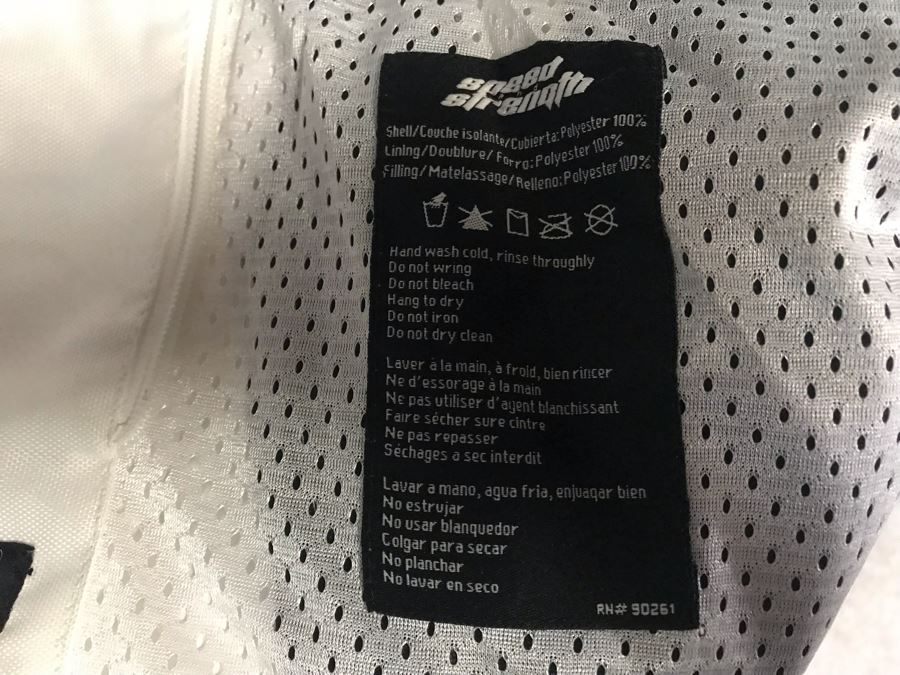 speed
strength
Shell/Couche isolante/Cubierta: Polyester 100%
Lining/Doublure/Forro: Polyester 100%
Filling/Matelassage/Relleno: Polyester 100%
Hand wash cold, rinse throughly
Do not wring
Do not bleach
Hang to dry
Do not iron
Do not dry clean
Laver à la main, à froid, bien rincer
Ne d'essorage à la main
Ne pas utiliser d'agent blanchissant
Faire sécher sure cintre
Ne pas repasser
Séchages a sec interdit
Lavar a mano, agua fria, enjuaqar bien
No estrujar
No usar blanquedor
Colgar para secar
No planchar
No lavar en seco
RN# 90261